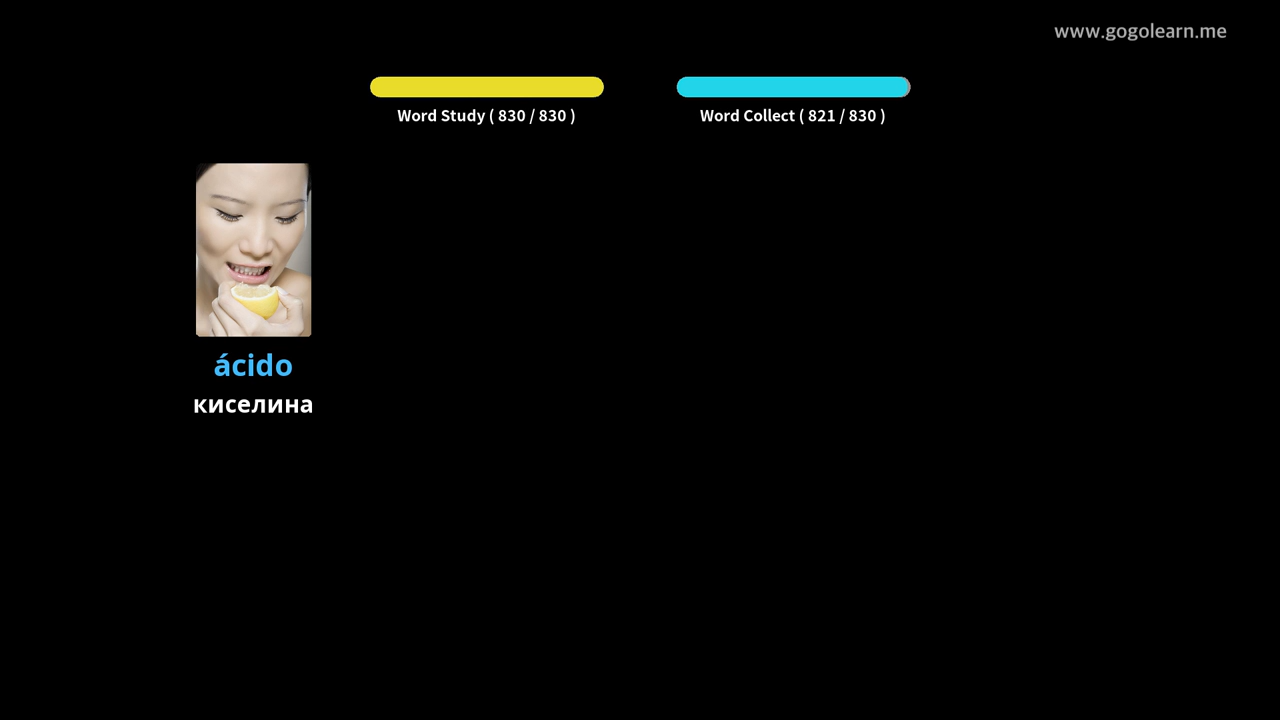 www.gogolearn.me
Word Study ( 830 / 830 )
Word Collect ( 821 / 830 )
ácido
киселина